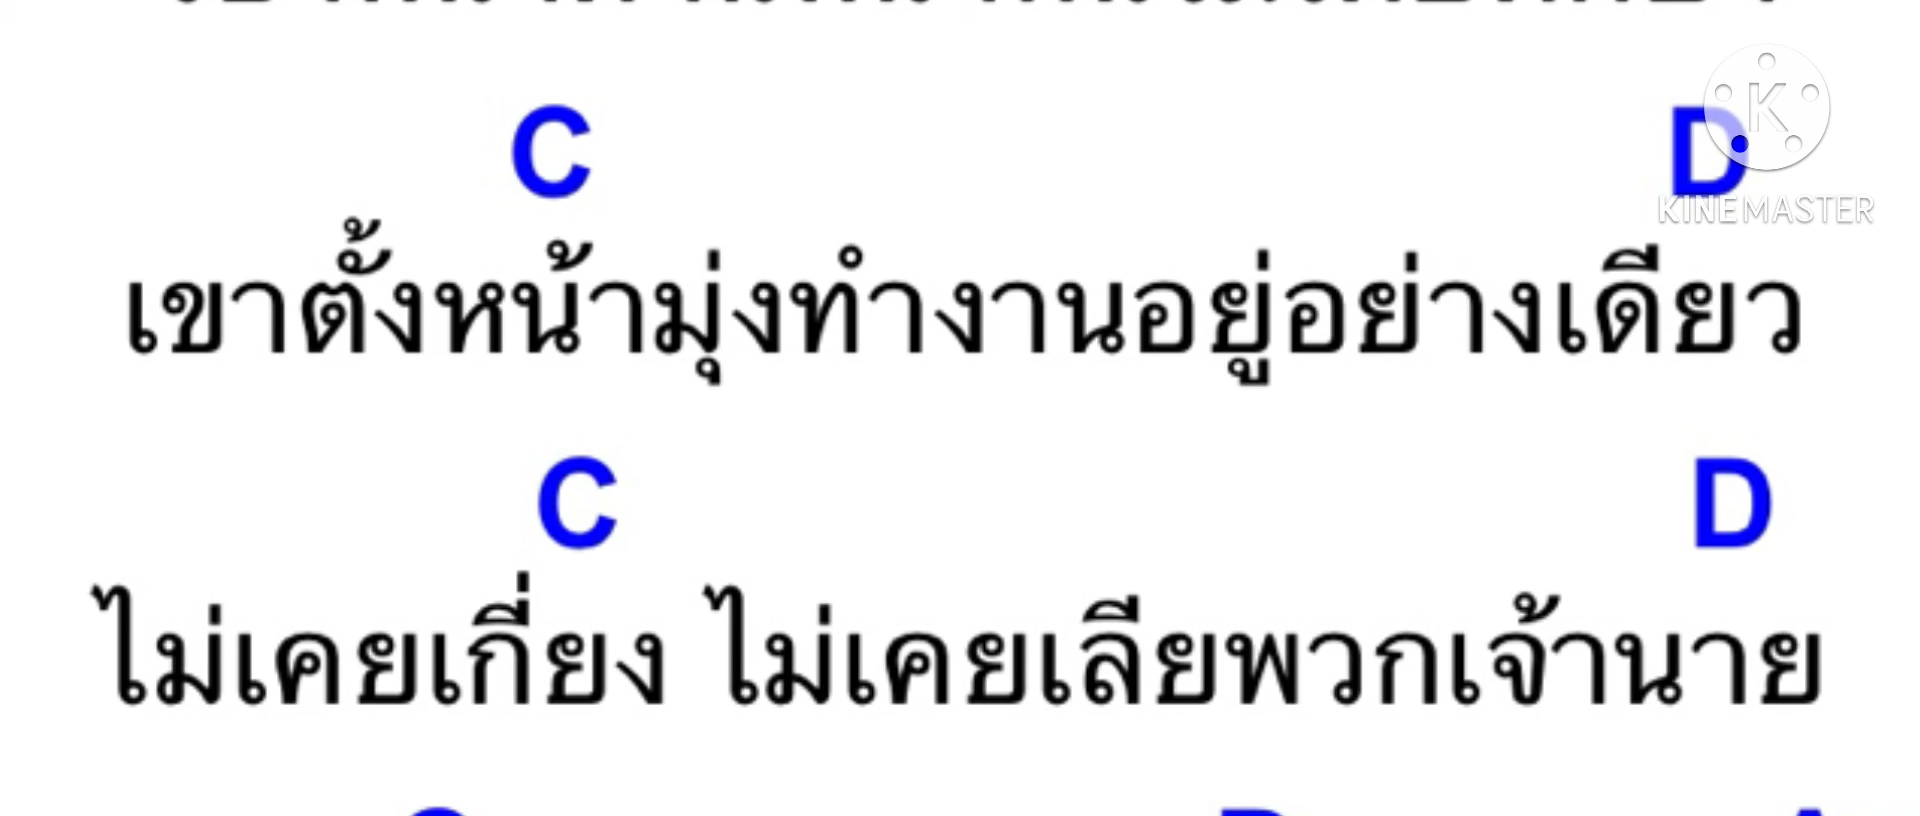 C D
เขาตั้งหน้ามุ่งทำงานอยู่อย่างเดียว
C D
ไม่เคยเกี่ยง ไม่เคยเลียพวกเจ้านาย
K
KINEMASTER